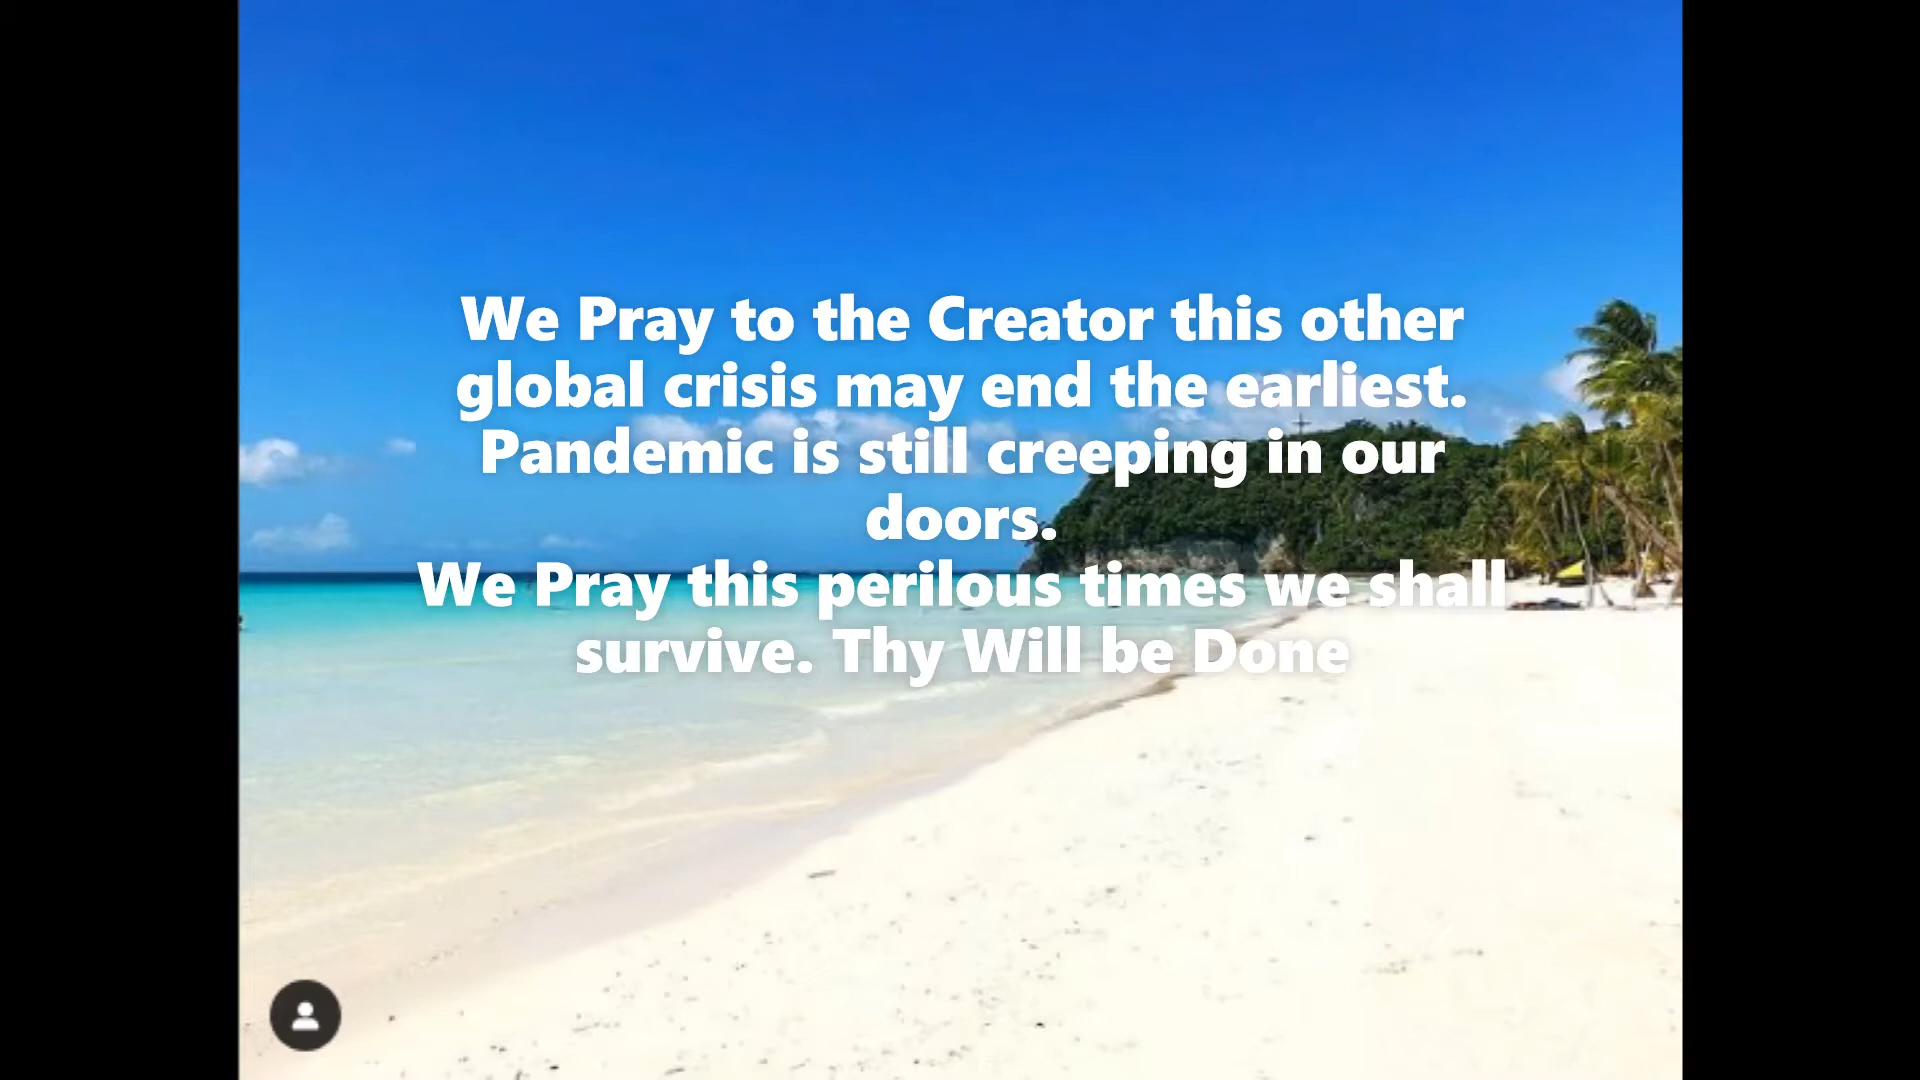 We Pray to the Creator this other
global crisis may end the earliest.
Pandemic is still creeping in our
doors.
We Pray this perilous times we shall
survive. Thy Will be Done